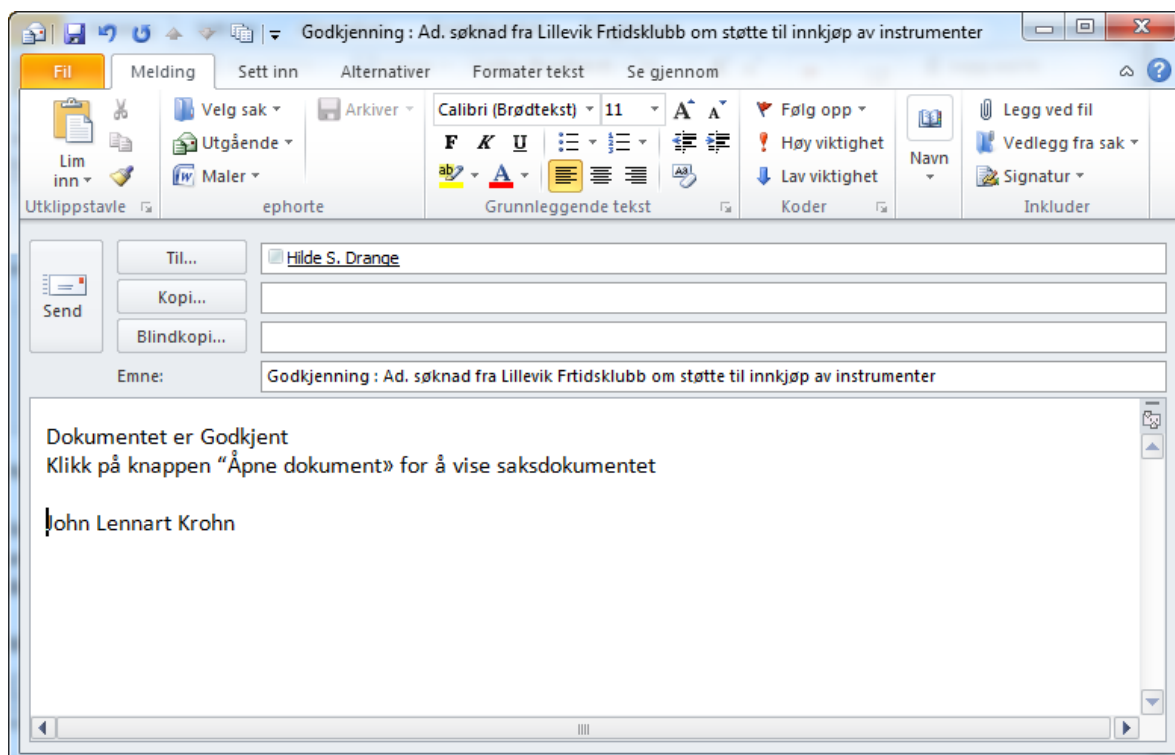 Godkjenning : Ad. søknad fra Lillevik Frtidsklubb om støtte til innkjøp av instrumenter
Fil Melding Sett inn Alternativer Formater tekst Se gjennom
Lim inn
Utklippstavle
Velg sak
Utgående
Maler
Arkiver
ephorte
Calibri (Brødtekst) 11 A A
F K U
ab A Aa
Grunnleggende tekst
Følg opp
Høy viktighet
Lav viktighet
Koder
Navn
Legg ved fil
Vedlegg fra sak
Signatur
Inkluder
Send
Til... Hilde S. Drange
Kopi...
Blindkopi...
Emne: Godkjenning : Ad. søknad fra Lillevik Frtidsklubb om støtte til innkjøp av instrumenter
Dokumentet er Godkjent
Klikk på knappen “Åpne dokument» for å vise saksdokumentet
John Lennart Krohn